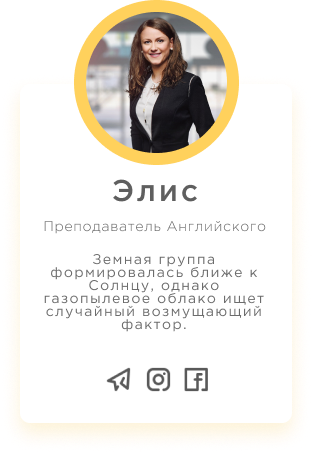 Элис
Преподаватель Английского
Земная группа
формировалась ближе к
Солнцу, однако
газопылевое облако ищет
случайный возмущающий
фактор.